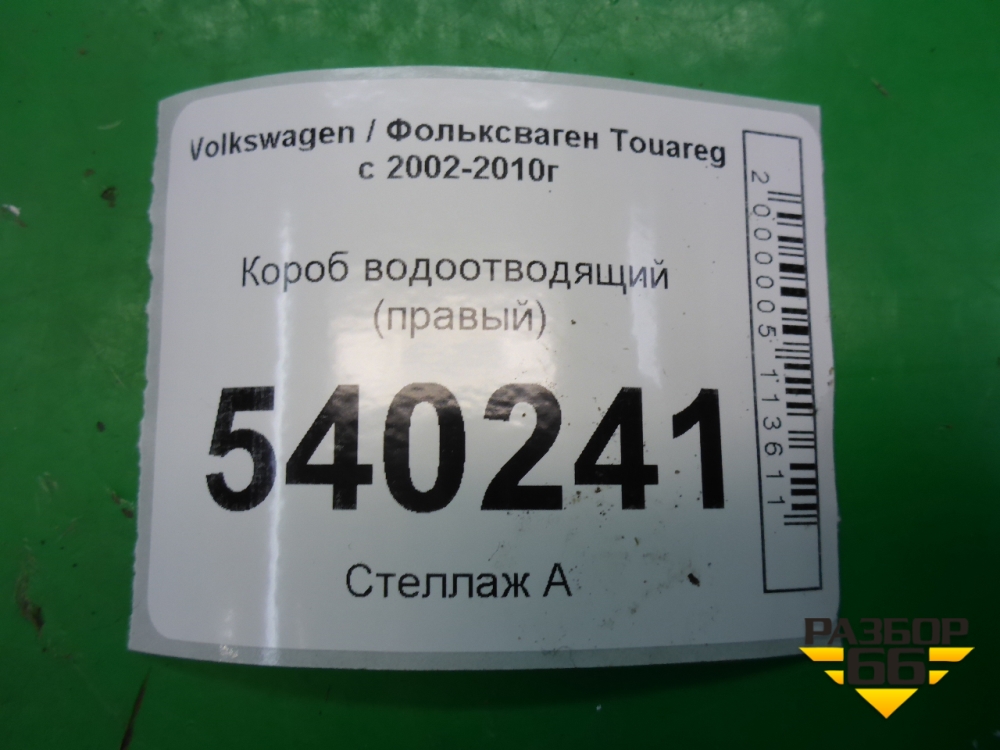 Volkswagen / Фольксваген Touareg
с 2002-2010г
Короб водоотводящий
(правый)
540241
Стеллаж А
2000005113611
РАЗБОР
66